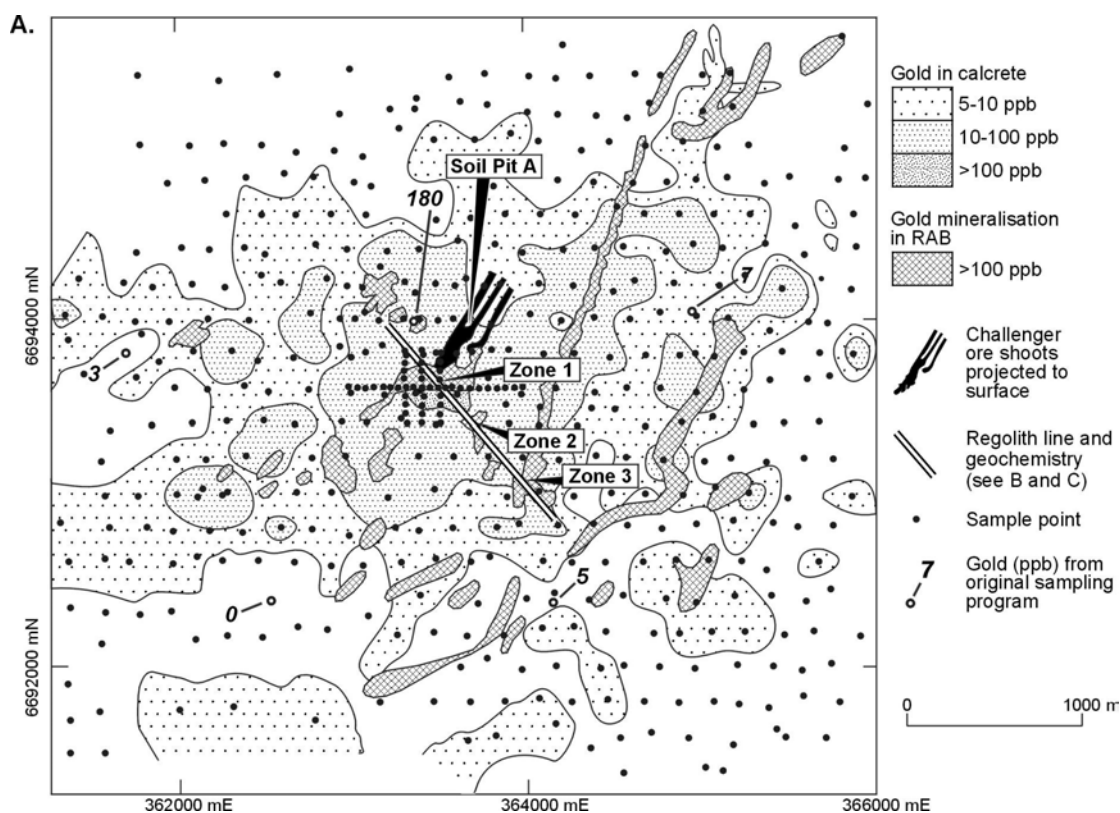 A.
Soil Pit A
180
7
3
Zone 1
Zone 2
Zone 3
5
0
6694000 mN
6692000 mN
362000 mE
364000 mE
366000 mE
Gold in calcrete
5-10 ppb
10-100 ppb
>100 ppb
Gold mineralisation
in RAB
>100 ppb
Challenger
ore shoots
projected to
surface
Regolith line and
geochemistry
(see B and C)
Sample point
7
Gold (ppb) from
original sampling
program
0
1000 m